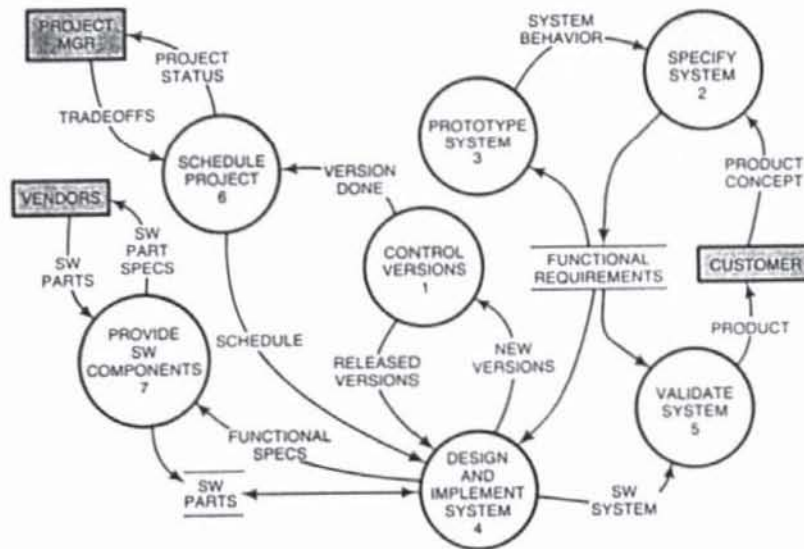 PROJECT
MGR
PROJECT
STATUS
TRADEOFFS
SCHEDULE
PROJECT
6
VERSION
DONE
SYSTEM
BEHAVIOR
SPECIFY
SYSTEM
2
PROTOTYPE
SYSTEM
3
PRODUCT
CONCEPT
VENDORS
SW
PARTS
SW
PART
SPECS
CONTROL
VERSIONS
1
FUNCTIONAL
REQUIREMENTS
CUSTOMER
PRODUCT
PROVIDE
SW
COMPONENTS
7
SCHEDULE
RELEASED
VERSIONS
NEW
VERSIONS
VALIDATE
SYSTEM
5
FUNCTIONAL
SPECS
SW
PARTS
DESIGN
AND
IMPLEMENT
SYSTEM
4
SW
SYSTEM